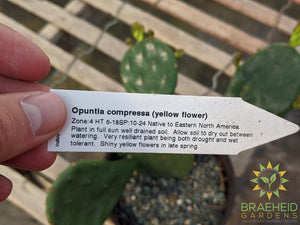 Opuntia compressa (yellow flower)
Zone:4 HT 6-18SP:10-24 Native to Eastern North America.
Plant in full sun well drained soil. Allow soil to dry out between
watering. Very resiliant plant being both drought and wet
tolerant. Shiny yellow flowers in late spring
BRAEHEID
GARDENS